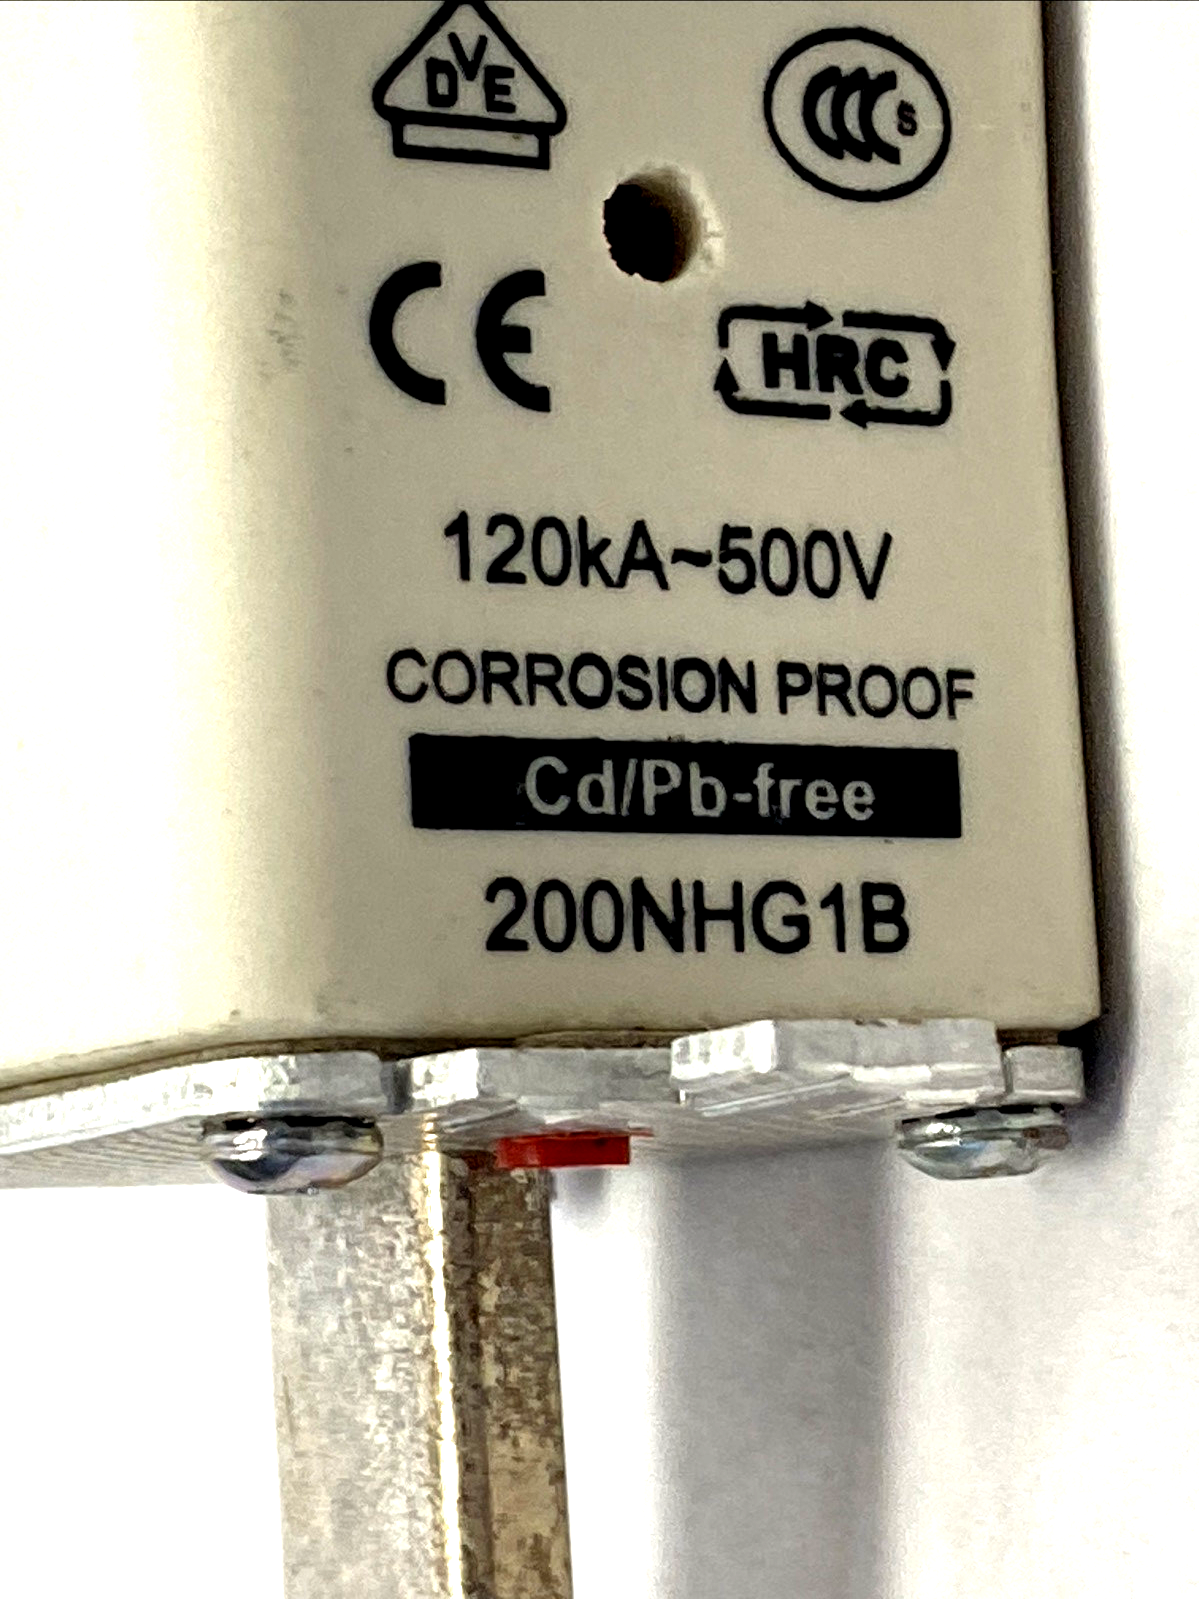 DVE
CCC S
CE
HRC
120kA~500V
CORROSION PROOF
Cd/Pb-free
200NHG1B